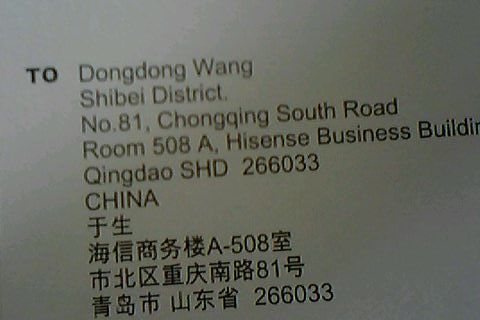 TO Dongdong Wang
Shibei District.
No.81, Chongqing South Road
Room 508 A, Hisense Business Buildin
Qingdao SHD 266033
CHINA
于生
海信商务楼A-508室
市北区重庆南路81号
青岛市 山东省 266033